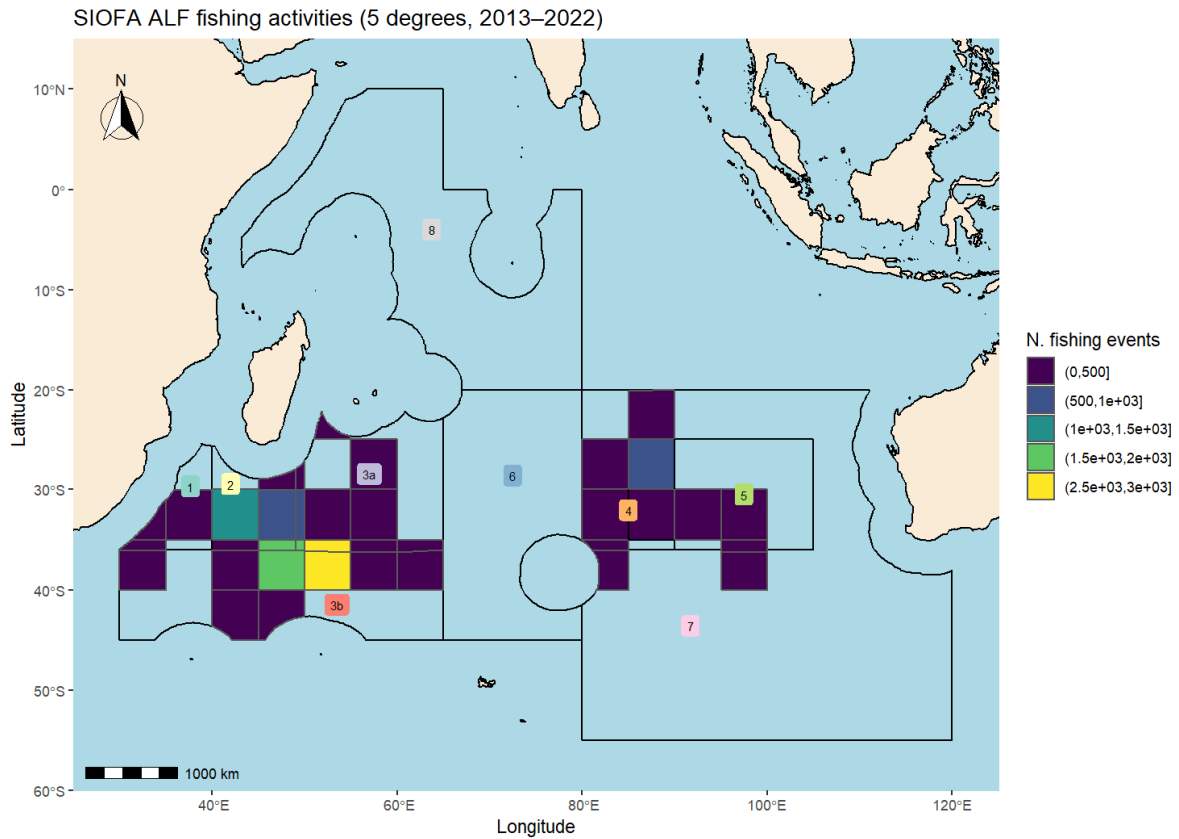 SIOFA ALF fishing activities (5 degrees, 2013–2022)
N
10°N
0°
10°S
20°S
30°S
40°S
50°S
60°S
Latitude
8
1
2
3a
6
4
5
3b
7
1000 km
40°E
60°E
80°E
100°E
120°E
Longitude
N. fishing events
(0,500]
(500,1e+03]
(1e+03,1.5e+03]
(1.5e+03,2e+03]
(2.5e+03,3e+03]